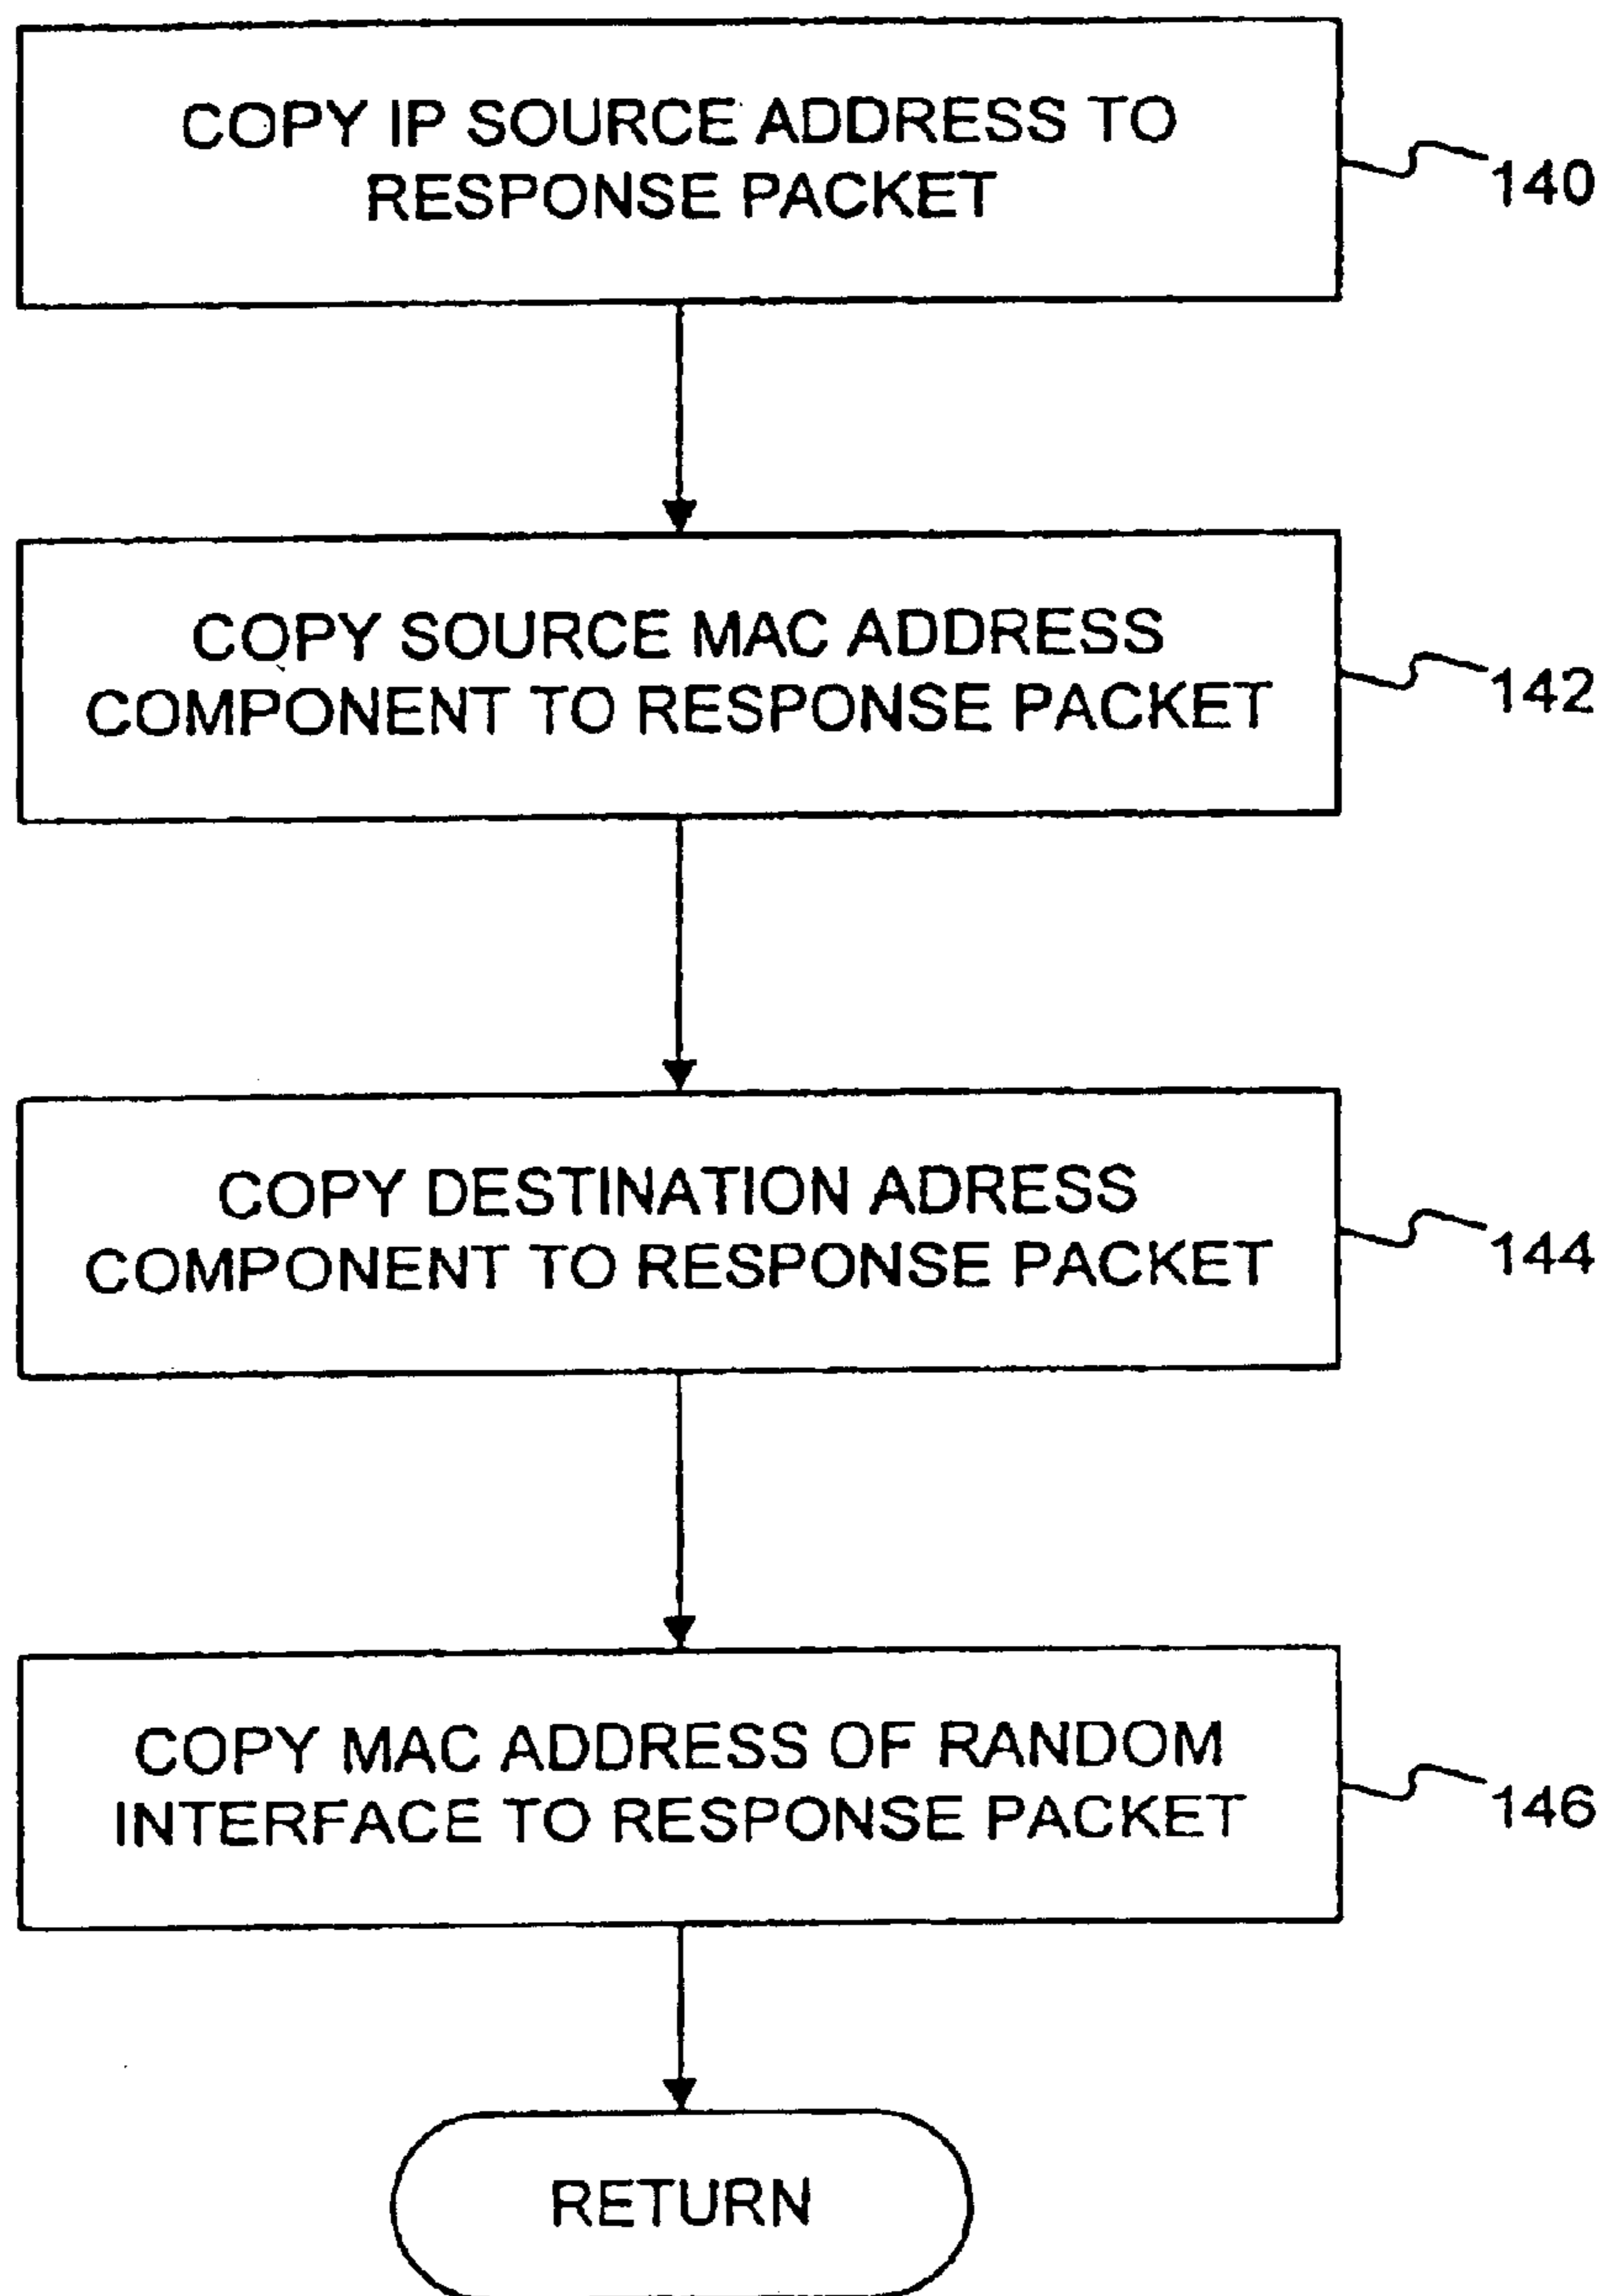 COPY IP SOURCE ADDRESS TO
RESPONSE PACKET
140
COPY SOURCE MAC ADDRESS
COMPONENT TO RESPONSE PACKET
142
COPY DESTINATION ADRESS
COMPONENT TO RESPONSE PACKET
144
COPY MAC ADDRESS OF RANDOM
INTERFACE TO RESPONSE PACKET
146
RETURN